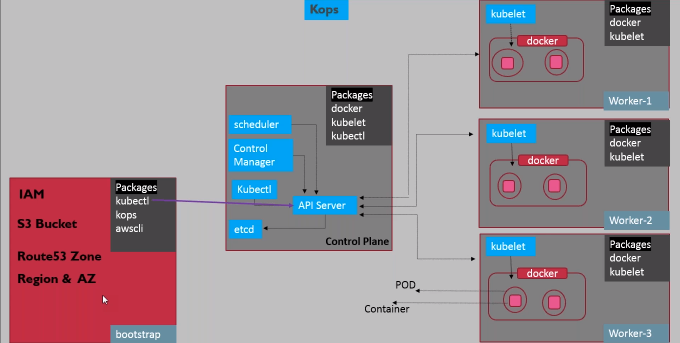 Kops
IAM
S3 Bucket
Route53 Zone
Region & AZ
Packages
kubectl
kops
awscli
bootstrap
Packages
docker
kubelet
kubectl
scheduler
Control
Manager
Kubectl
API Server
etcd
Control Plane
kubelet
docker
Packages
docker
kubelet
Worker-1
kubelet
docker
Packages
docker
kubelet
Worker-2
kubelet
docker
Packages
docker
kubelet
Worker-3
POD
Container